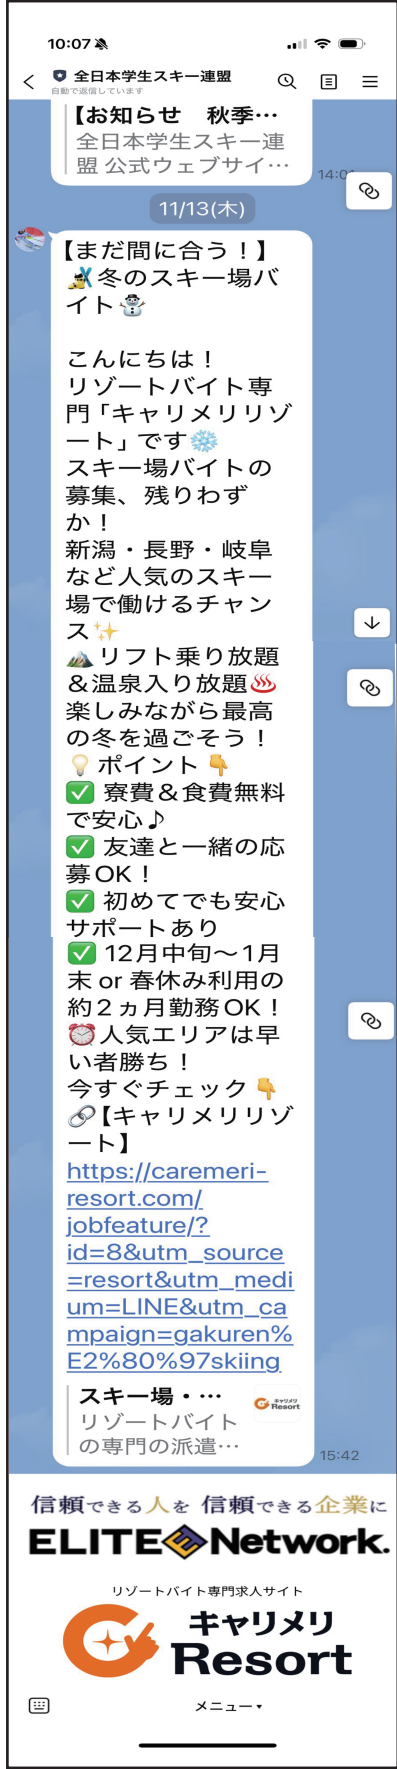 10:07
全日本学生スキー連盟
自動で返信しています
【お知らせ　秋季…
全日本学生スキー連
盟 公式ウェブサイ…
11/13(木)
【まだ間に合う！】
🎿冬のスキー場バ
イト⛄
こんにちは！
リゾートバイト専
門「キャリメリリゾ
ート」です❄️
スキー場バイトの
募集、残りわず
か！
新潟・長野・岐阜
など人気のスキー
場で働けるチャン
ス✨
🏔️リフト乗り放題
＆温泉入り放題♨️
楽しみながら最高
の冬を過ごそう！
💡ポイント👇
✅ 寮費＆食費無料
で安心♪
✅ 友達と一緒の応
募OK！
✅ 初めてでも安心
サポートあり
✅ 12月中旬〜1月
末 or 春休み利用の
約２ヵ月勤務OK！
⏰人気エリアは早
い者勝ち！
今すぐチェック👇
🔗【キャリメリリゾ
ート】
https://caremeri-
resort.com/
jobfeature/?
id=8&utm_source
=resort&utm_medi
um=LINE&utm_ca
mpaign=gakuren%
E2%80%97skiing
スキー場・…
キャリメリ
Resort
リゾートバイト
の専門の派遣…
15:42
信頼できる人を 信頼できる企業に
ELITE Network.
リゾートバイト専門求人サイト
キャリメリ
Resort
メニュー▾